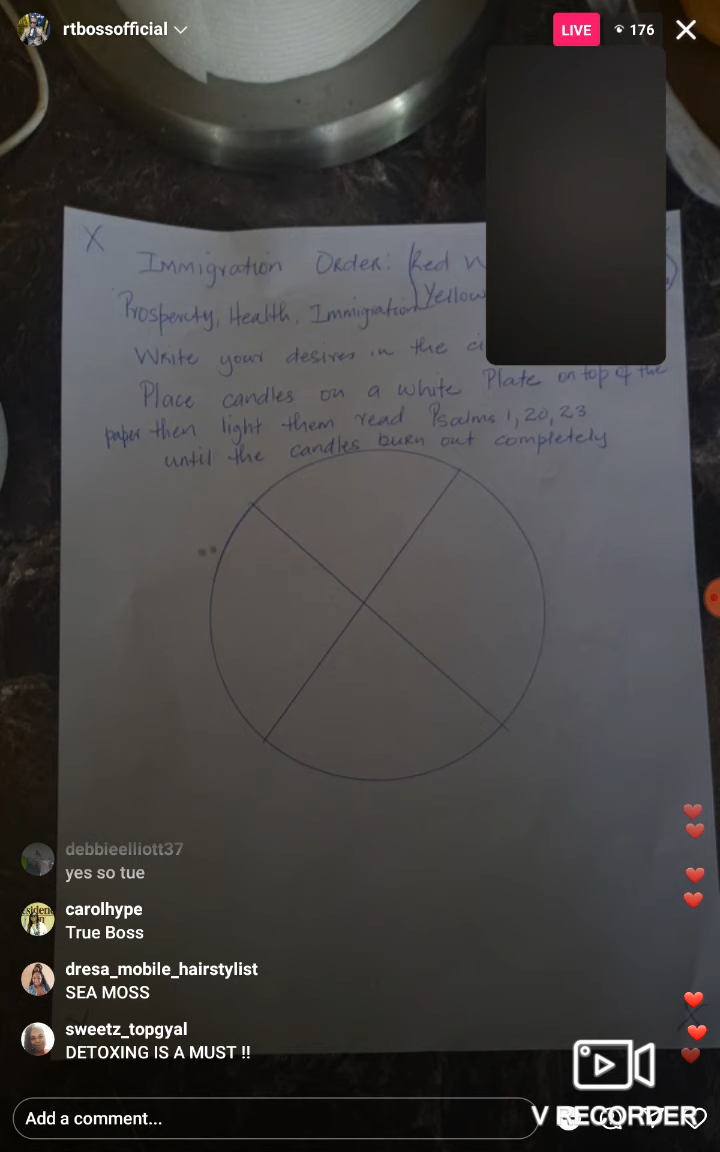 rtbossofficial
LIVE
176
X
Immigration Order: (Red
Prosperity, Health, Immigration Yellow
Write your desires in the
Place candles on a white Plate on top of the
paper then light them read Psalms 1, 20, 23
until the candles burn out completely
debbieelliott37
yes so tue
carolhype
True Boss
dresa_mobile_hairstylist
SEA MOSS
sweetz_topgyal
DETOXING IS A MUST !!
Add a comment...
V RECORDER